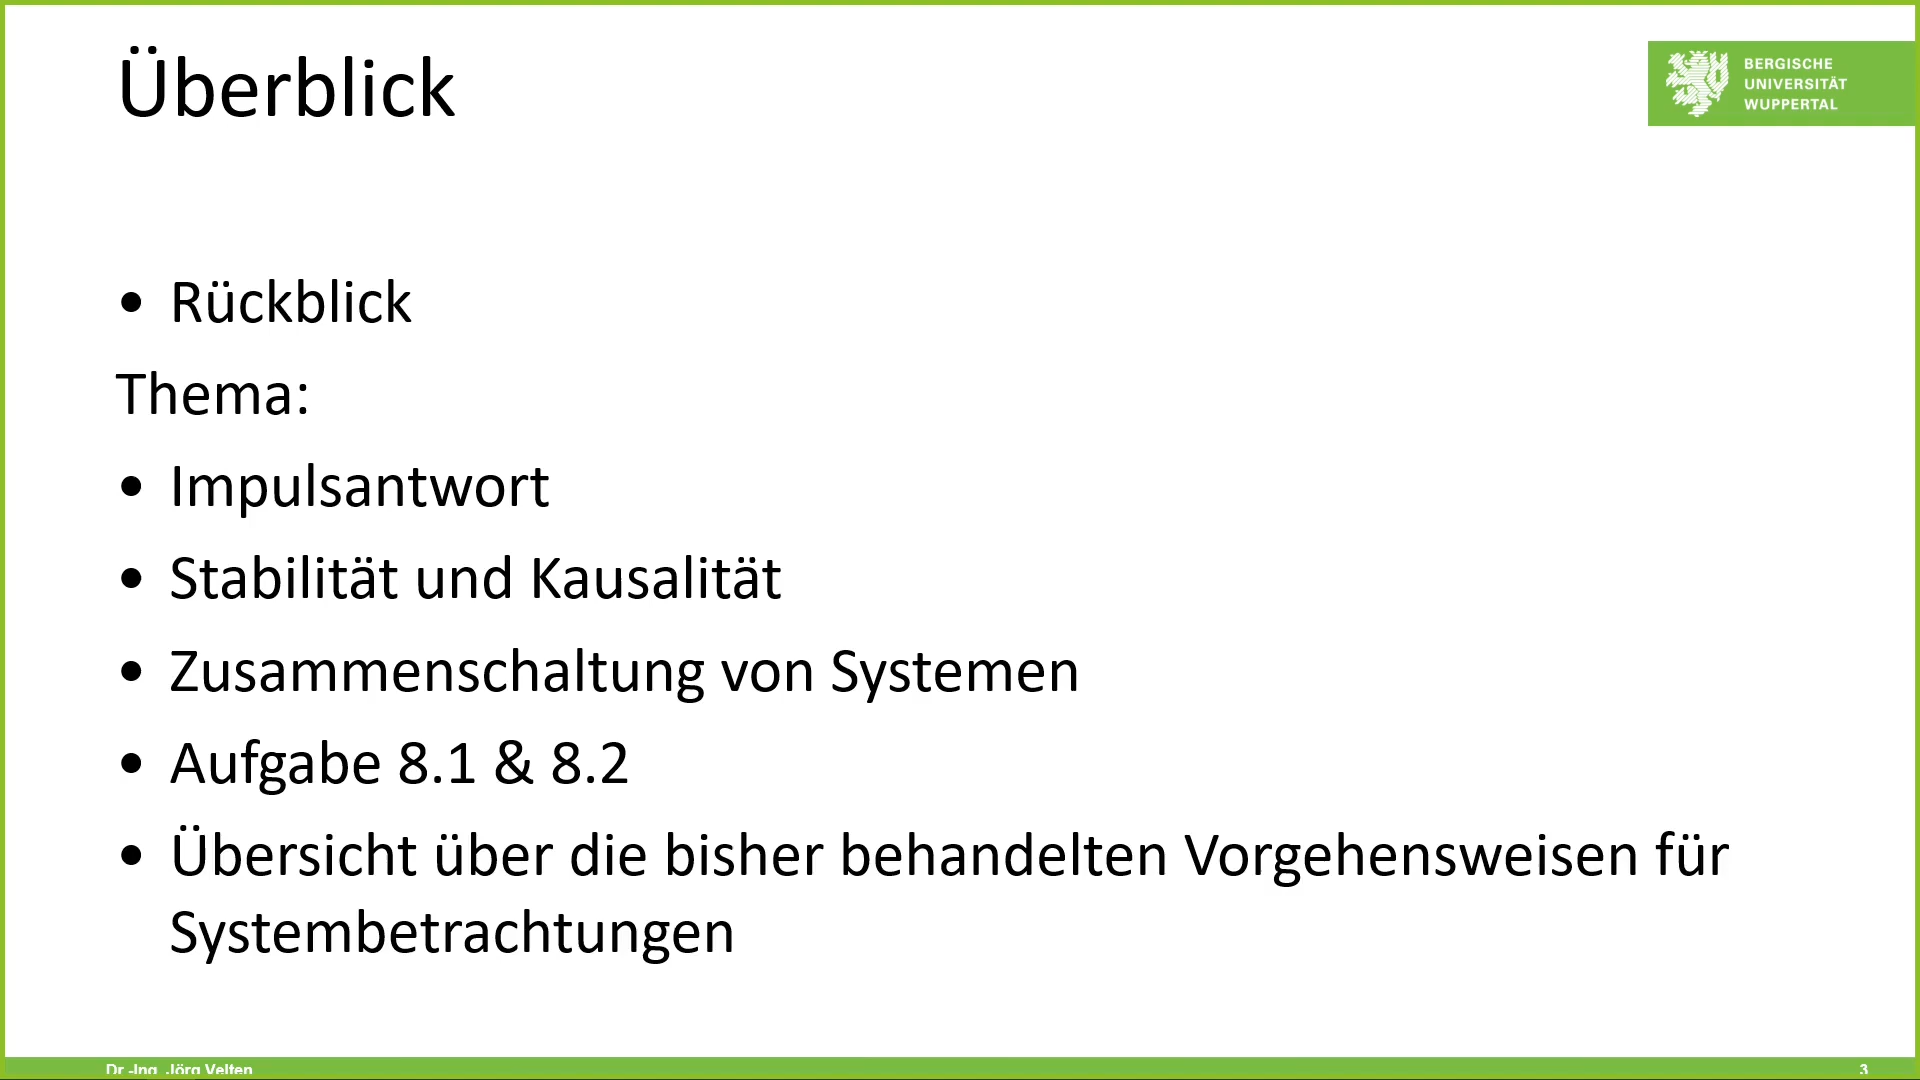 Überblick
BERGISCHE
UNIVERSITÄT
WUPPERTAL
• Rückblick
Thema:
• Impulsantwort
• Stabilität und Kausalität
• Zusammenschaltung von Systemen
• Aufgabe 8.1 & 8.2
• Übersicht über die bisher behandelten Vorgehensweisen für
Systembetrachtungen
Dr.-Ing. Jörg Velten
3